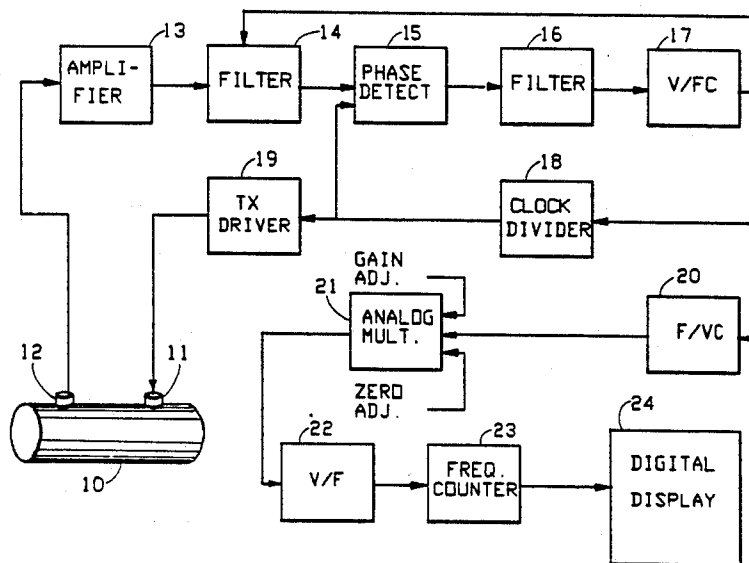 13
14
15
16
17
AMPLI-
FIER
FILTER
PHASE
DETECT
FILTER
V/FC
19
18
TX
DRIVER
CLOCK
DIVIDER
GAIN
ADJ.
21
20
ANALOG
MULT.
F/VC
12
11
ZERO
ADJ.
24
22
23
10
V/F
FREQ.
COUNTER
DIGITAL
DISPLAY